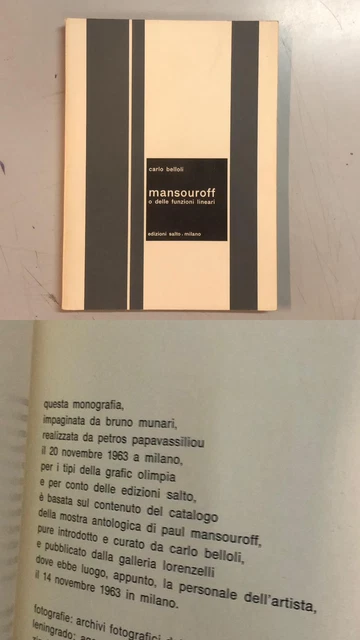 carlo belloli
mansouroff
o delle funzioni lineari
edizioni salto . milano
questa monografia,
impaginata da bruno munari,
realizzata da petros papavassiliou
il 20 novembre 1963 a milano,
per i tipi della grafic olimpia
e per conto delle edizioni salto,
è basata sul contenuto del catalogo
della mostra antologica di paul mansouroff,
pure introdotto e curato da carlo belloli,
e pubblicato dalla galleria lorenzelli
dove ebbe luogo, appunto, la personale dell'artista,
il 14 novembre 1963 in milano.
fotografie: archivi fotografici
leningrado;